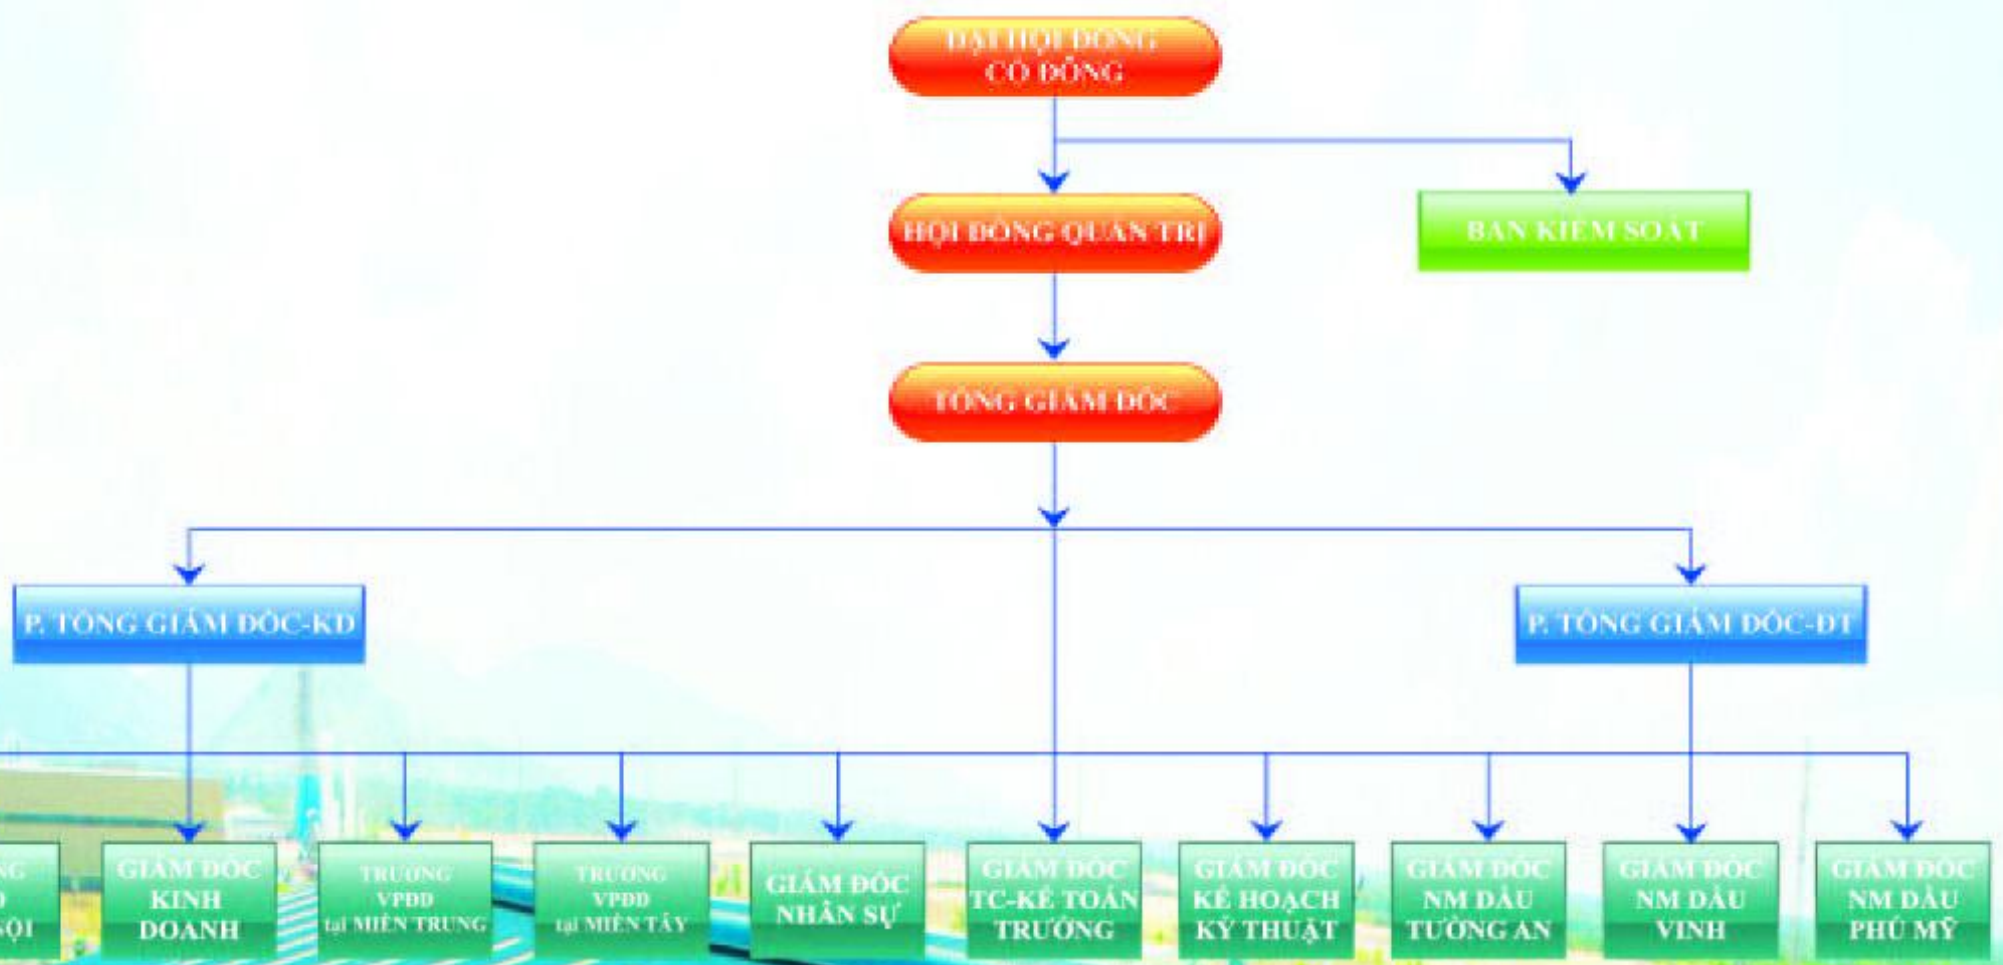 ĐẠI HỘI ĐỒNG
CỔ ĐÔNG
HỘI ĐỒNG QUẢN TRỊ
BAN KIỂM SOÁT
TỔNG GIÁM ĐỐC
P. TỔNG GIÁM ĐỐC-KD
P. TỔNG GIÁM ĐỐC-ĐT
GIÁM ĐỐC
KINH
DOANH
TRƯỞNG
VPĐD
tại MIỀN TRUNG
TRƯỞNG
VPĐD
tại MIỀN TÂY
GIÁM ĐỐC
NHÂN SỰ
GIÁM ĐỐC
TC-KẾ TOÁN
TRƯỞNG
GIÁM ĐỐC
KẾ HOẠCH
KỸ THUẬT
GIÁM ĐỐC
NM DẦU
TƯỜNG AN
GIÁM ĐỐC
NM DẦU
VINH
GIÁM ĐỐC
NM DẦU
PHÚ MỸ